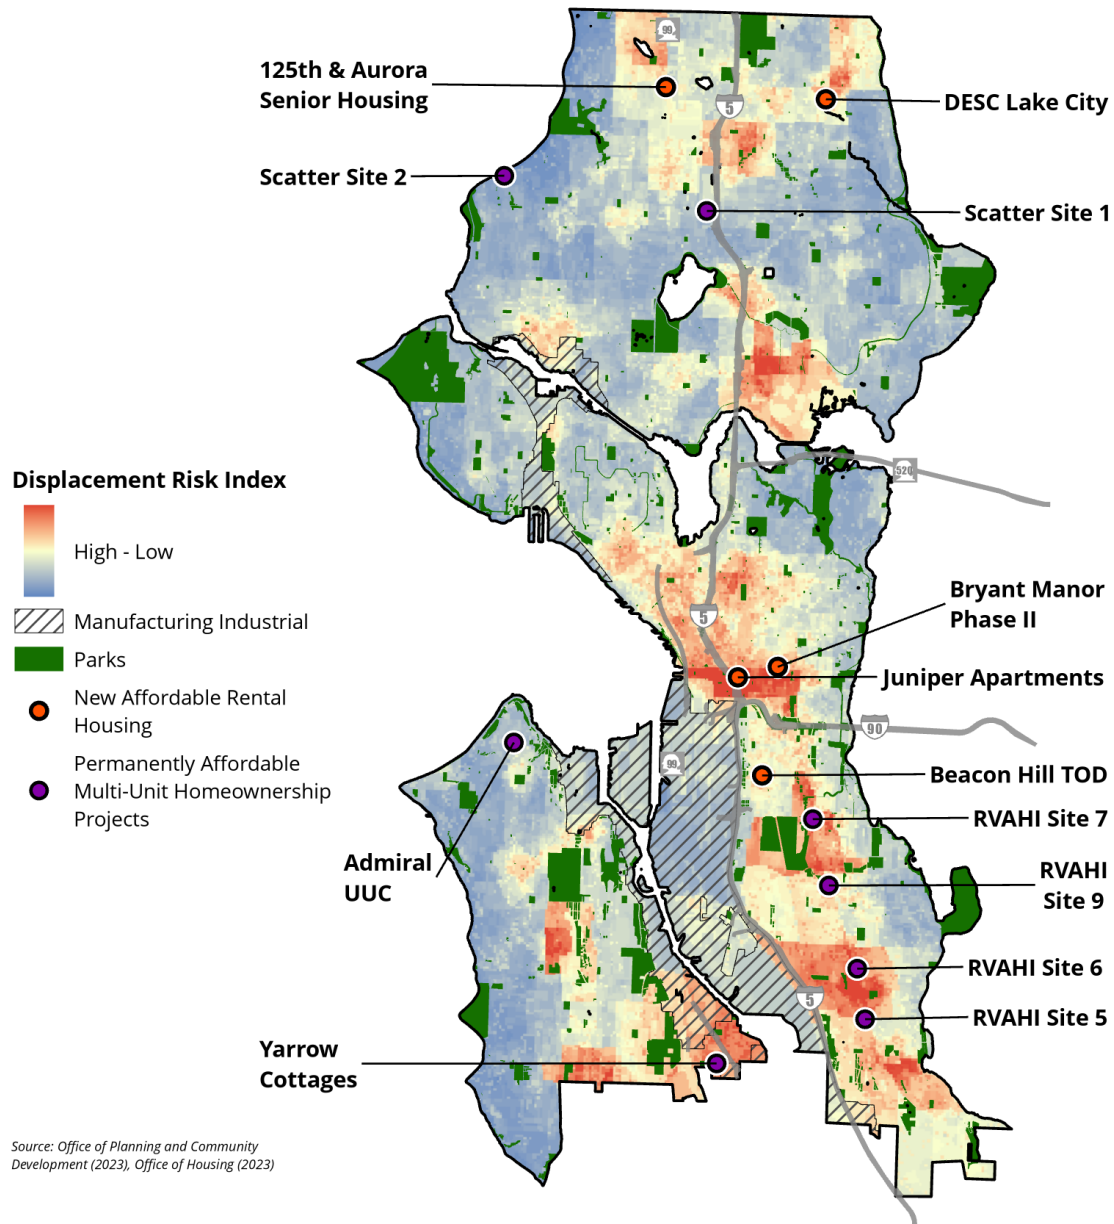 99
125th & Aurora
Senior Housing
5
DESC Lake City
Scatter Site 2
Scatter Site 1
520
Displacement Risk Index
High - Low
Manufacturing Industrial
Parks
New Affordable Rental
Housing
Permanently Affordable
Multi-Unit Homeownership
Projects
Bryant Manor
Phase II
5
Juniper Apartments
90
99
Beacon Hill TOD
RVAHI Site 7
Admiral
UUC
RVAHI
Site 9
RVAHI Site 6
5
RVAHI Site 5
Yarrow
Cottages
Source: Office of Planning and Community
Development (2023), Office of Housing (2023)